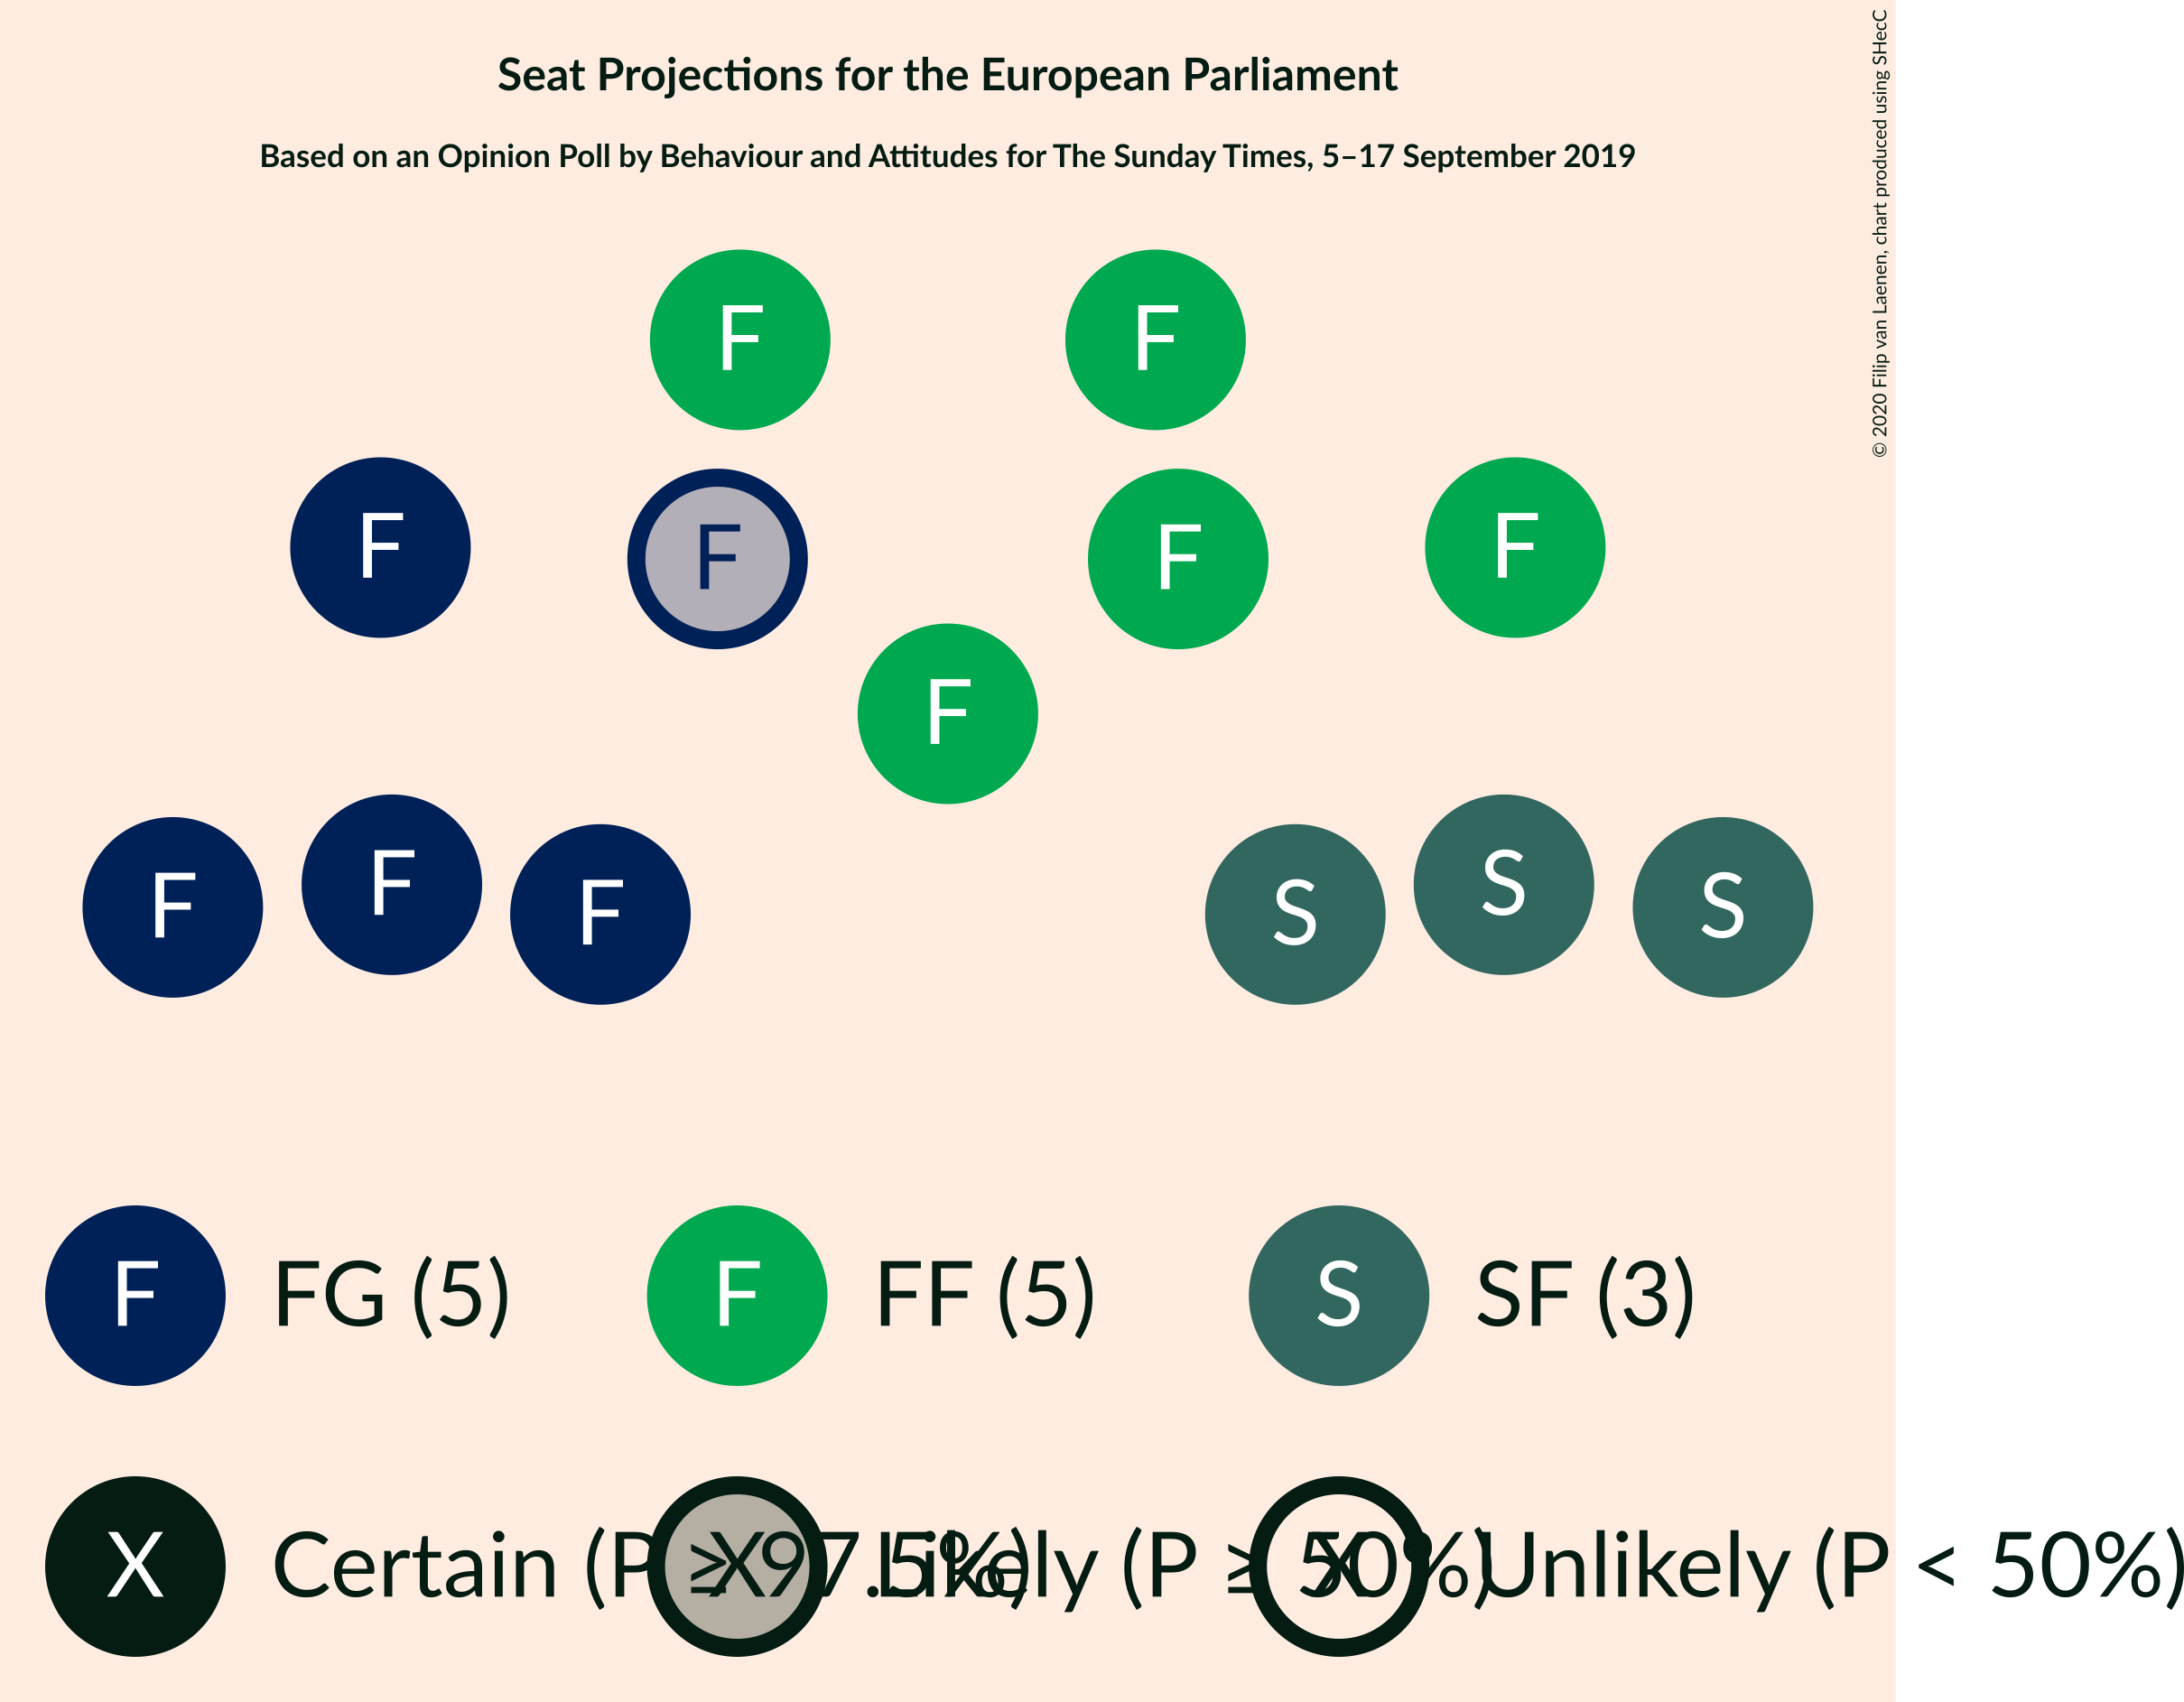 Seat Projections for the European Parliament
Based on an Opinion Poll by Behaviour and Attitudes for The Sunday Times, 5–17 September 2019
© 2020 Filip van Laenen, chart produced using SHecC
F F
F F F F
F
F F F S S S
F FG (5) F FF (5) S SF (3)
X Certain (P ≥ 97.5%) X Likely (P ≥ 50%) X Unlikely (P < 50%)